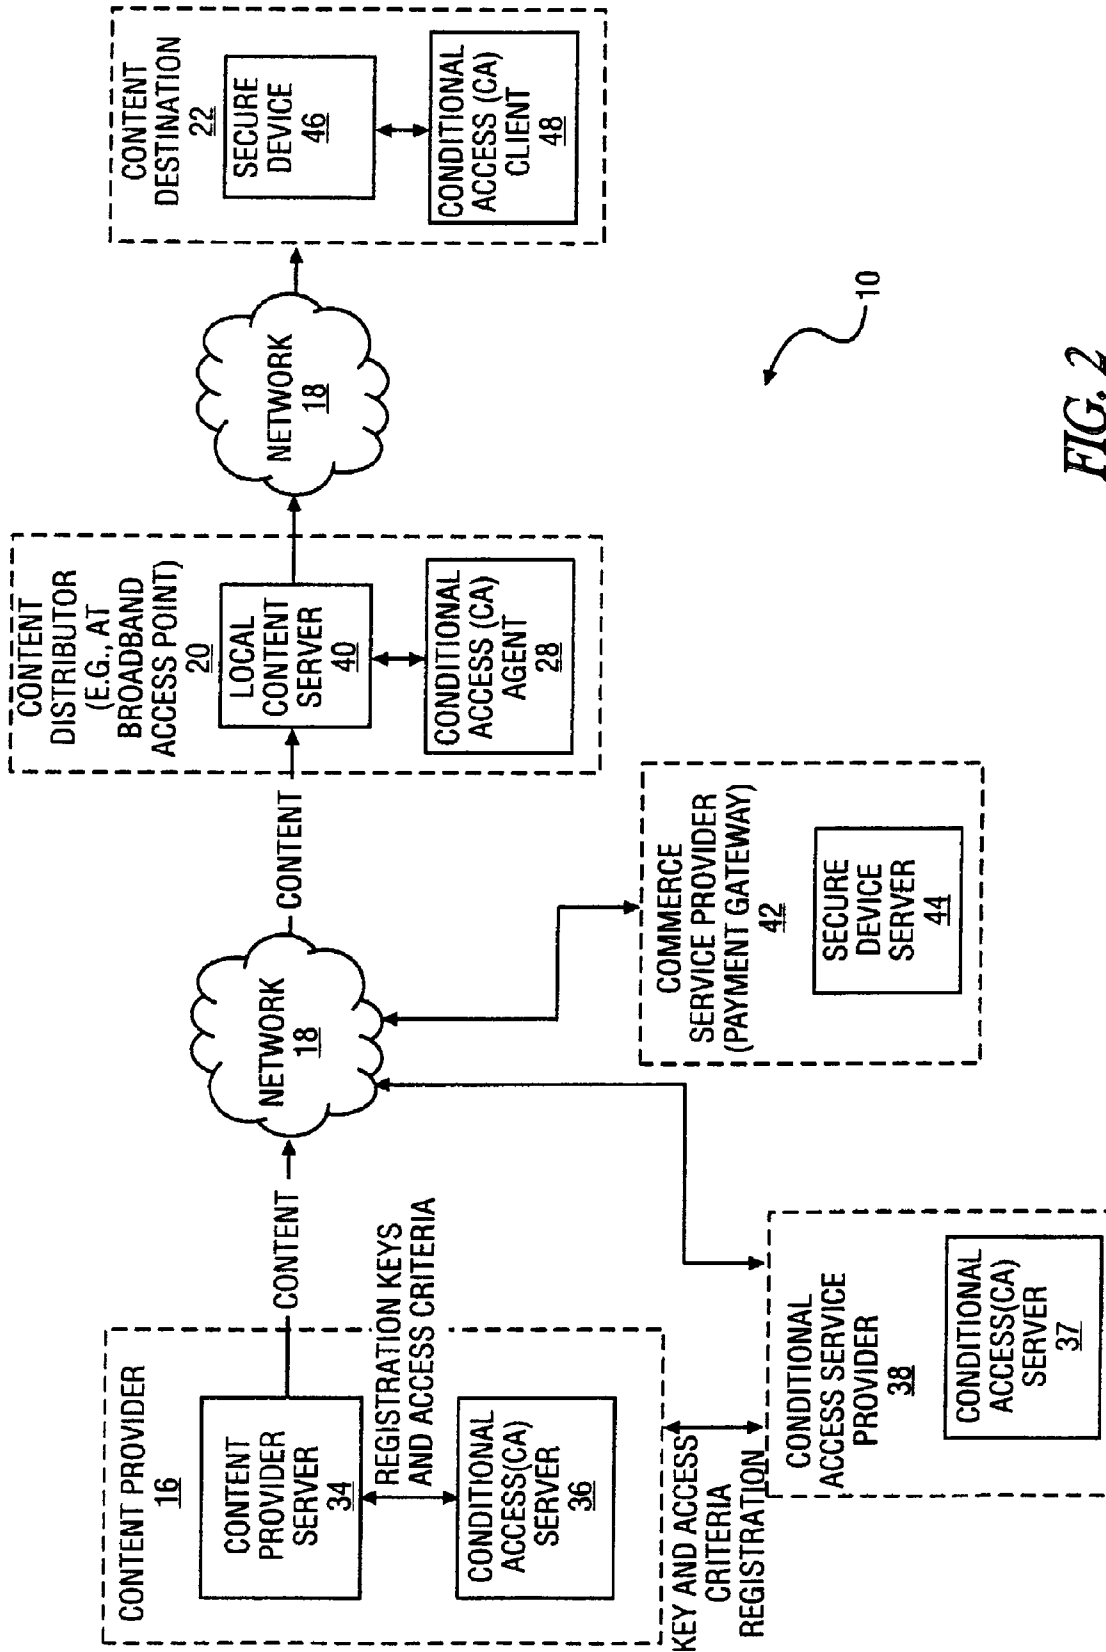 CONTENT PROVIDER
16
CONTENT
PROVIDER
SERVER
34
REGISTRATION KEYS
AND ACCESS CRITERIA
CONDITIONAL
ACCESS(CA)
SERVER
36
KEY AND ACCESS
CRITERIA
REGISTRATION
CONDITIONAL
ACCESS SERVICE
PROVIDER
38
CONDITIONAL
ACCESS(CA)
SERVER
37
CONTENT
NETWORK
18
CONTENT
COMMERCE
SERVICE PROVIDER
(PAYMENT GATEWAY)
42
SECURE
DEVICE
SERVER
44
CONTENT
DISTRIBUTOR
(E.G., AT
BROADBAND
ACCESS POINT)
20
LOCAL
CONTENT
SERVER
40
CONDITIONAL
ACCESS (CA)
AGENT
28
NETWORK
18
CONTENT
DESTINATION
22
SECURE
DEVICE
46
CONDITIONAL
ACCESS (CA)
CLIENT
48
10
FIG. 2